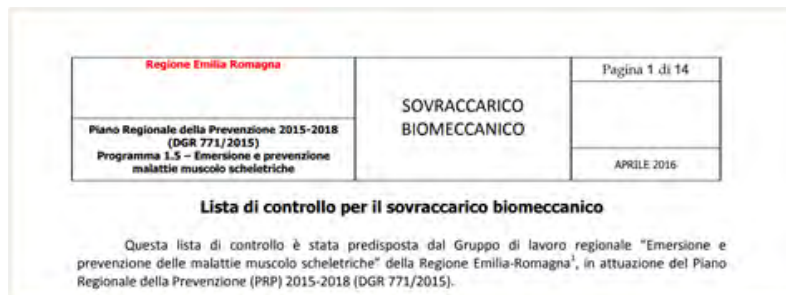 Regione Emilia Romagna
Piano Regionale della Prevenzione 2015-2018
(DGR 771/2015)
Programma 1.5 – Emersione e prevenzione
malattie muscolo scheletriche
SOVRACCARICO
BIOMECCANICO
Pagina 1 di 14
APRILE 2016
Lista di controllo per il sovraccarico biomeccanico
Questa lista di controllo è stata predisposta dal Gruppo di lavoro regionale "Emersione e
prevenzione delle malattie muscolo scheletriche" della Regione Emilia-Romagna¹, in attuazione del Piano
Regionale della Prevenzione (PRP) 2015-2018 (DGR 771/2015).